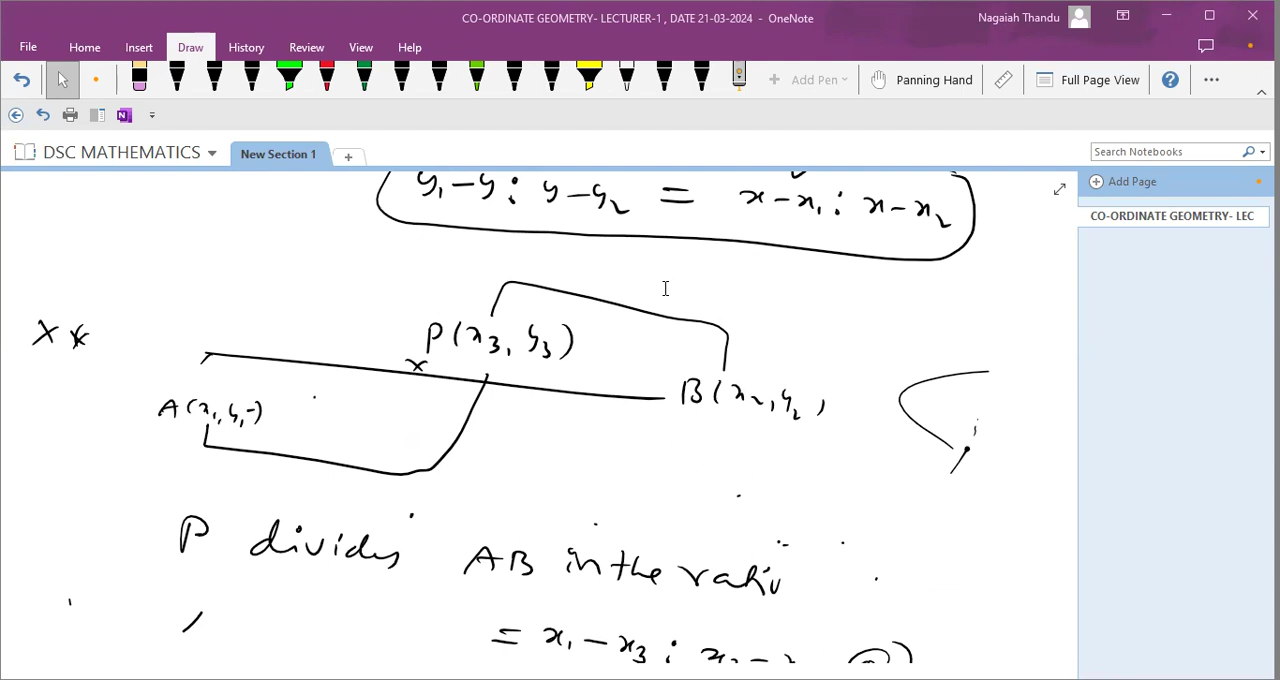 CO-ORDINATE GEOMETRY- LECTURER-1 , DATE 21-03-2024 - OneNote
Nagaiah Thandu
File Home Insert Draw History Review View Help
Add Pen
Panning Hand
Full Page View
DSC MATHEMATICS
New Section 1
Search Notebooks
Add Page
CO-ORDINATE GEOMETRY- LEC
y₁-y : y-y₂ = x-x₁ : x-x₂
P(x₃, y₃)
A(x₁, y₁)
B(x₂, y₂)
P divides AB in the ratio
= x₁ - x₃ :